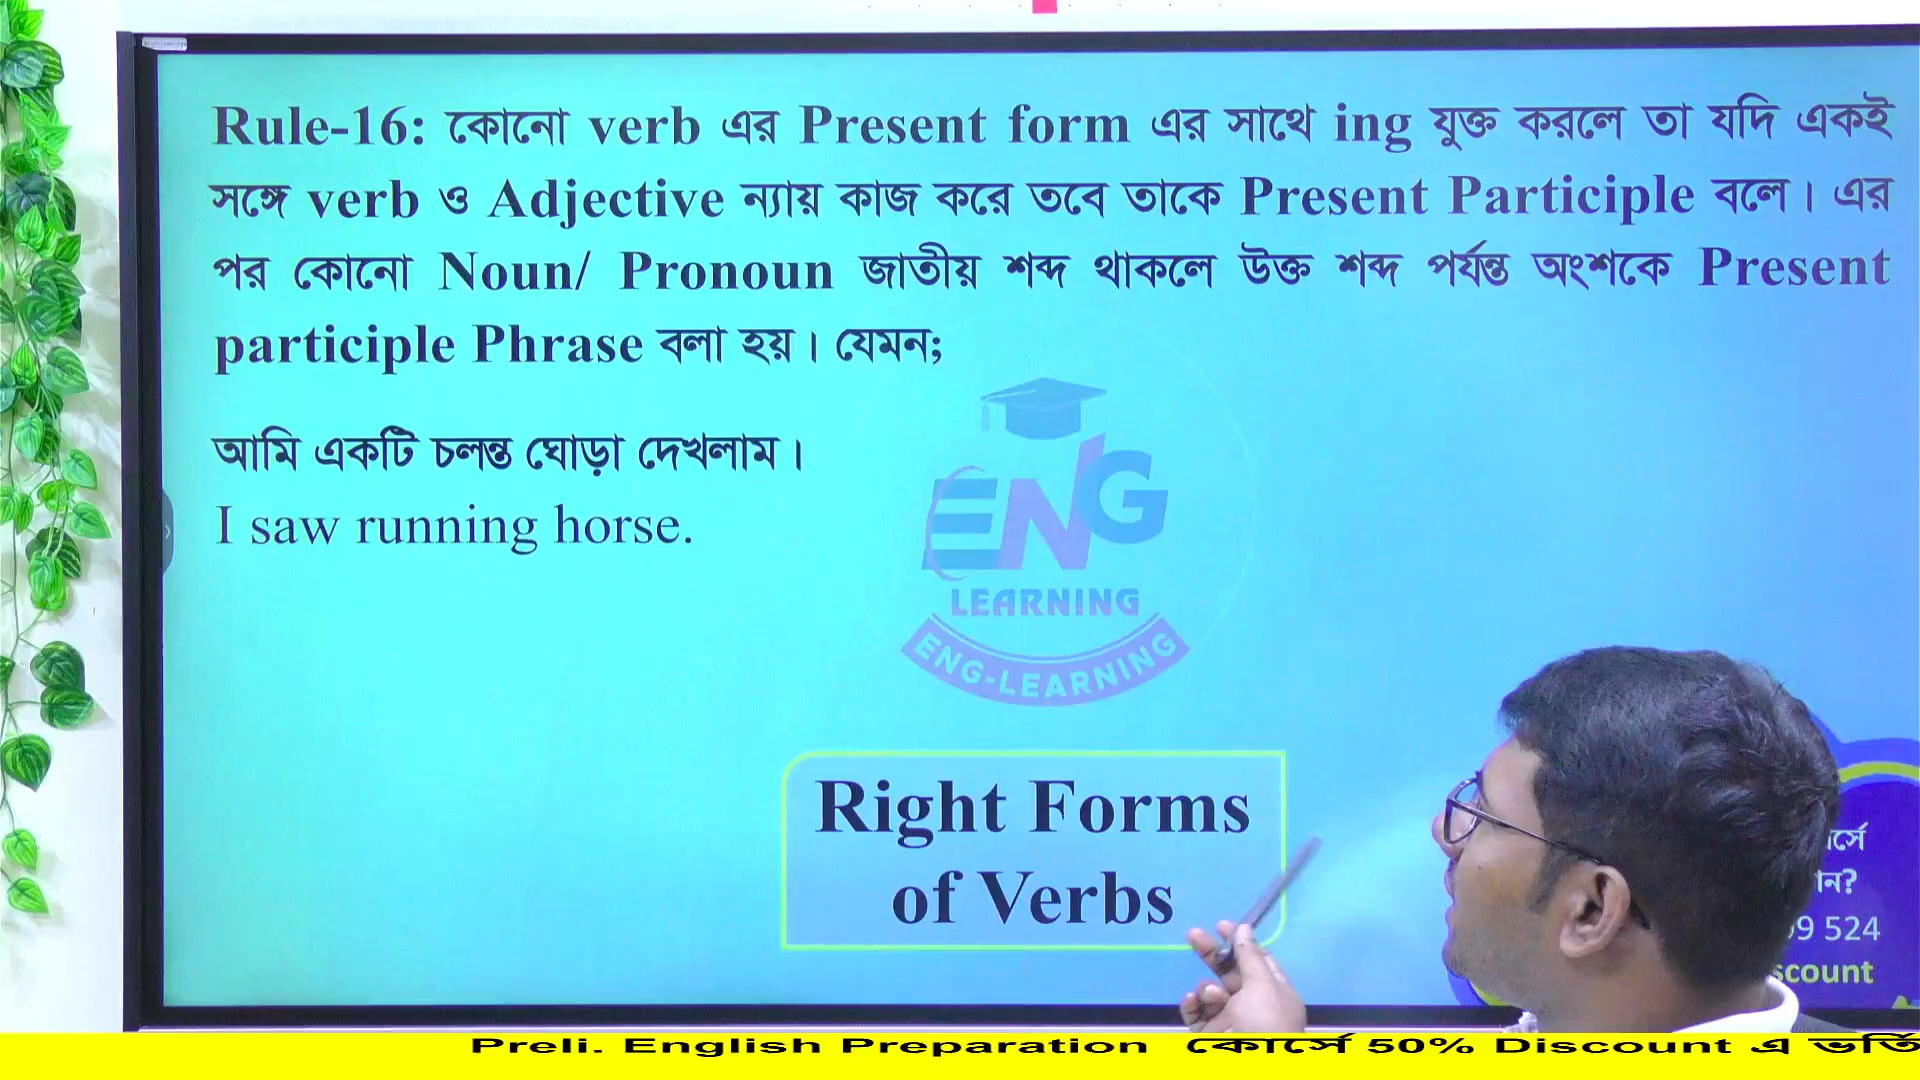 Rule-16: কোনো verb এর Present form এর সাথে ing যুক্ত করলে তা যদি একই
সঙ্গে verb ও Adjective ন্যায় কাজ করে তবে তাকে Present Participle বলে। এর
পর কোনো Noun/ Pronoun জাতীয় শব্দ থাকলে উক্ত শব্দ পর্যন্ত অংশকে Present
participle Phrase বলা হয়। যেমন;
আমি একটি চলন্ত ঘোড়া দেখলাম।
I saw running horse.
ENG
LEARNING
ENG-LEARNING
Right Forms
of Verbs
524
Preli. English Preparation কোর্সে 50% Discount এ